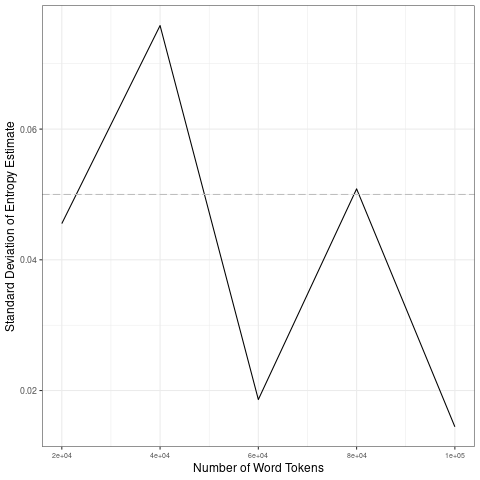 Standard Deviation of Entropy Estimate
0.06
0.04
0.02
2e+04 4e+04 6e+04 8e+04 1e+05
Number of Word Tokens